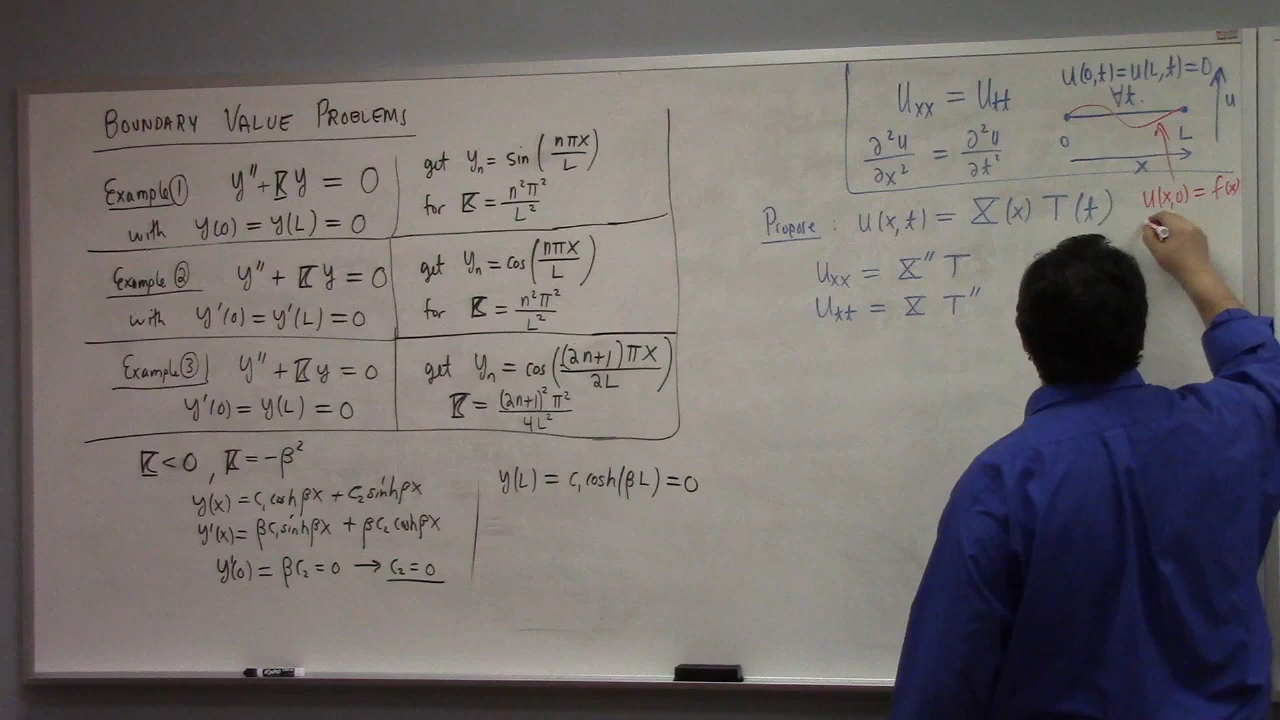 BOUNDARY VALUE PROBLEMS
Example ① y'' + K y = 0
with y(0) = y(L) = 0
get yₙ = sin (nπx/L)
for K = n²π²/L²
Example ② y'' + K y = 0
with y'(0) = y'(L) = 0
get yₙ = cos (nπx/L)
for K = n²π²/L²
Example ③ y'' + K y = 0
y'(0) = y(L) = 0
get yₙ = cos ((2n+1)πx/2L)
K = (2n+1)²π²/4L²
K < 0 , K = -β²
y(x) = c₁ cosh βx + c₂ sinh βx
y'(x) = βc₁ sinh βx + βc₂ cosh βx
y'(0) = βc₂ = 0 → c₂ = 0
y(L) = c₁ cosh(βL) = 0
Uxx = Utt
∂²u/∂x² = ∂²u/∂t²
U(0,t) = U(L,t) = 0
∀t.
u
0
L
x
U(x,0) = f(x)
Propose : U(x,t) = X(x) T(t)
Uxx = X'' T
Utt = X T''